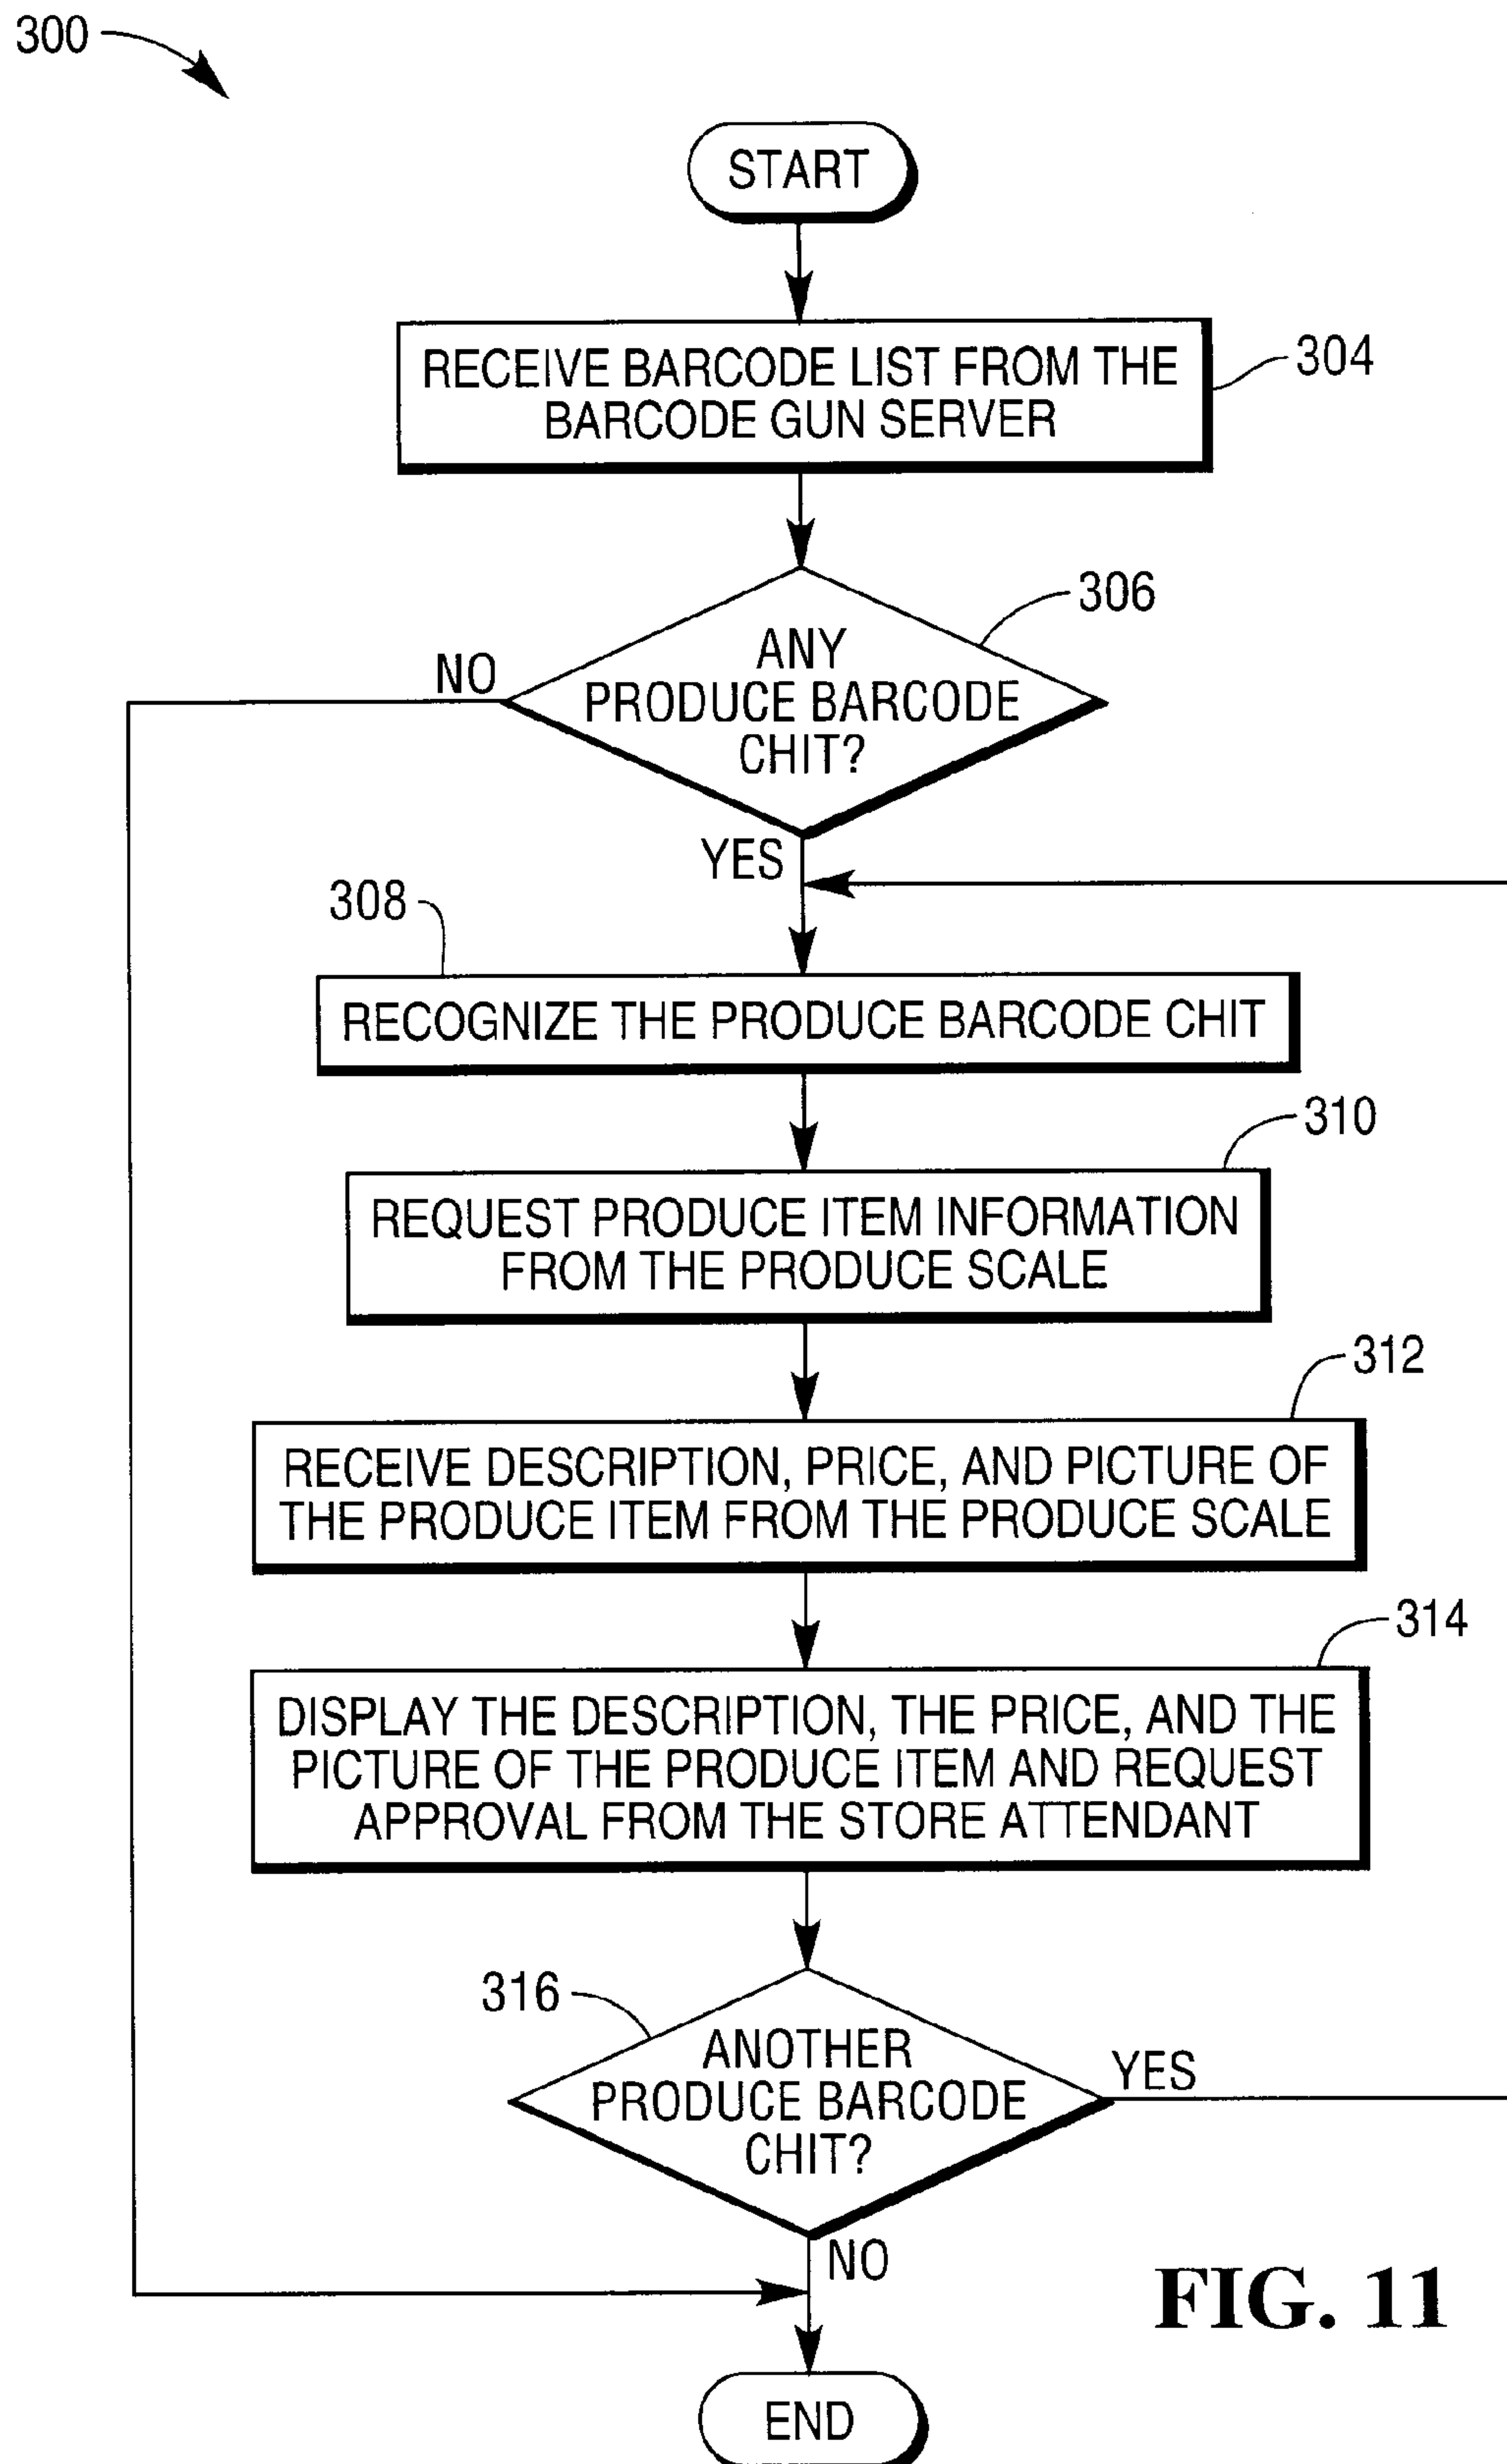 300
START
RECEIVE BARCODE LIST FROM THE
BARCODE GUN SERVER
304
306
ANY
PRODUCE BARCODE
CHIT?
NO
YES
308
RECOGNIZE THE PRODUCE BARCODE CHIT
310
REQUEST PRODUCE ITEM INFORMATION
FROM THE PRODUCE SCALE
312
RECEIVE DESCRIPTION, PRICE, AND PICTURE OF
THE PRODUCE ITEM FROM THE PRODUCE SCALE
314
DISPLAY THE DESCRIPTION, THE PRICE, AND THE
PICTURE OF THE PRODUCE ITEM AND REQUEST
APPROVAL FROM THE STORE ATTENDANT
316
ANOTHER
PRODUCE BARCODE
CHIT?
YES
NO
FIG. 11
END